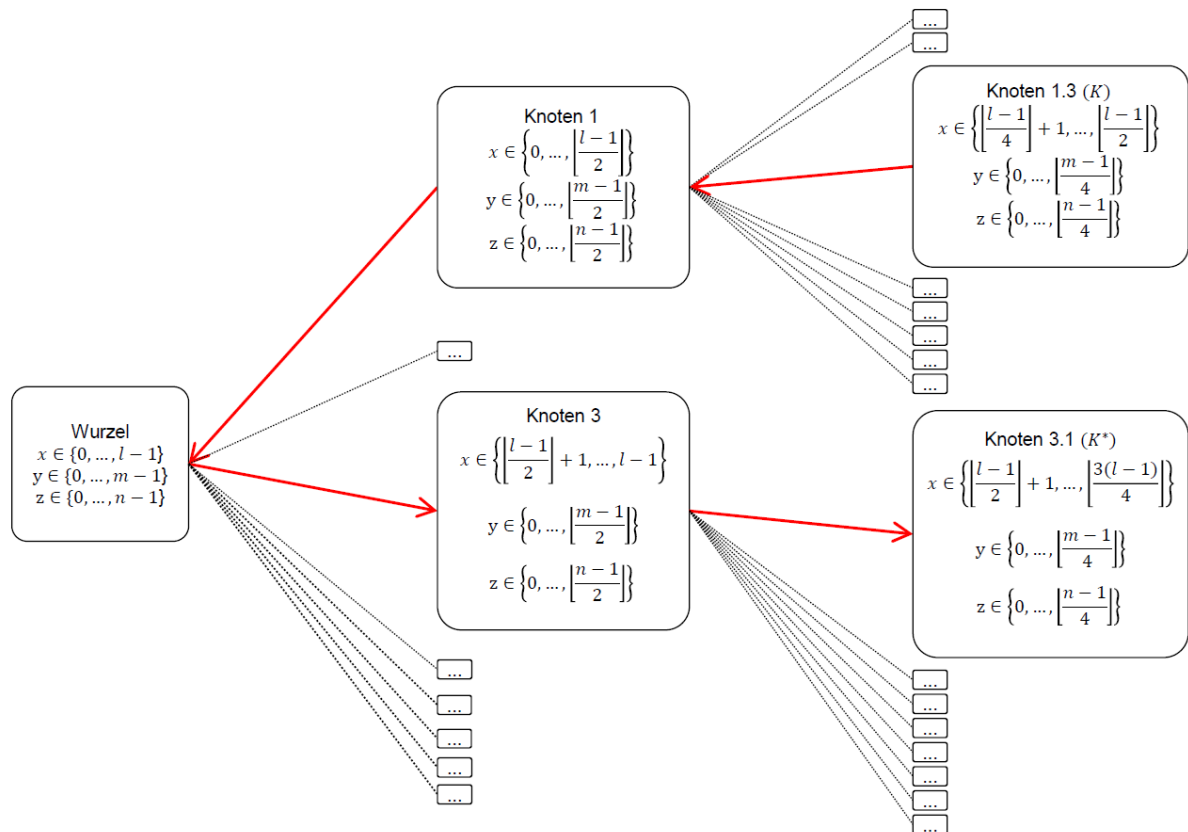 Wurzel
x ∈ {0, ..., l − 1}
y ∈ {0, ..., m − 1}
z ∈ {0, ..., n − 1}
Knoten 1
x ∈ {0, ..., ⌊(l − 1)/2⌋}
y ∈ {0, ..., ⌊(m − 1)/2⌋}
z ∈ {0, ..., ⌊(n − 1)/2⌋}
...
Knoten 3
x ∈ {⌊(l − 1)/2⌋ + 1, ..., l − 1}
y ∈ {0, ..., ⌊(m − 1)/2⌋}
z ∈ {0, ..., ⌊(n − 1)/2⌋}
...
...
...
...
...
...
...
Knoten 1.3 (K)
x ∈ {⌊(l − 1)/4⌋ + 1, ..., ⌊(l − 1)/2⌋}
y ∈ {0, ..., ⌊(m − 1)/4⌋}
z ∈ {0, ..., ⌊(n − 1)/4⌋}
...
...
...
...
...
Knoten 3.1 (K*)
x ∈ {⌊(l − 1)/2⌋ + 1, ..., ⌊3(l − 1)/4⌋}
y ∈ {0, ..., ⌊(m − 1)/4⌋}
z ∈ {0, ..., ⌊(n − 1)/4⌋}
...
...
...
...
...
...
...